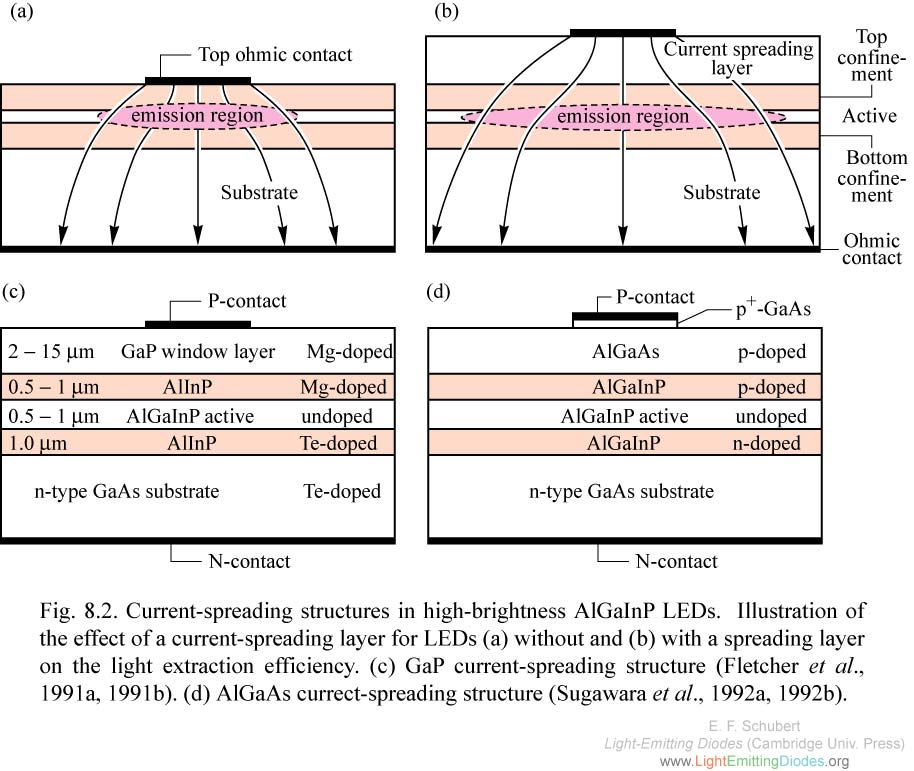 (a)
Top ohmic contact
emission region
Substrate
(b)
Current spreading
layer
emission region
Substrate
Top
confine-
ment
Active
Bottom
confine-
ment
Ohmic
contact
(c)
P-contact
2 – 15 μm GaP window layer Mg-doped
0.5 – 1 μm AlInP Mg-doped
0.5 – 1 μm AlGaInP active undoped
1.0 μm AlInP Te-doped
n-type GaAs substrate Te-doped
N-contact
(d)
P-contact
p⁺-GaAs
AlGaAs p-doped
AlGaInP p-doped
AlGaInP active undoped
AlGaInP n-doped
n-type GaAs substrate
N-contact
Fig. 8.2. Current-spreading structures in high-brightness AlGaInP LEDs. Illustration of
the effect of a current-spreading layer for LEDs (a) without and (b) with a spreading layer
on the light extraction efficiency. (c) GaP current-spreading structure (Fletcher et al.,
1991a, 1991b). (d) AlGaAs currect-spreading structure (Sugawara et al., 1992a, 1992b).
E. F. Schubert
Light-Emitting Diodes (Cambridge Univ. Press)
www.LightEmittingDiodes.org